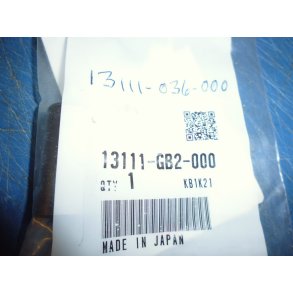 13111-036-000
13111-GB2-000
QTY 1 KB1K21
MADE IN JAPAN